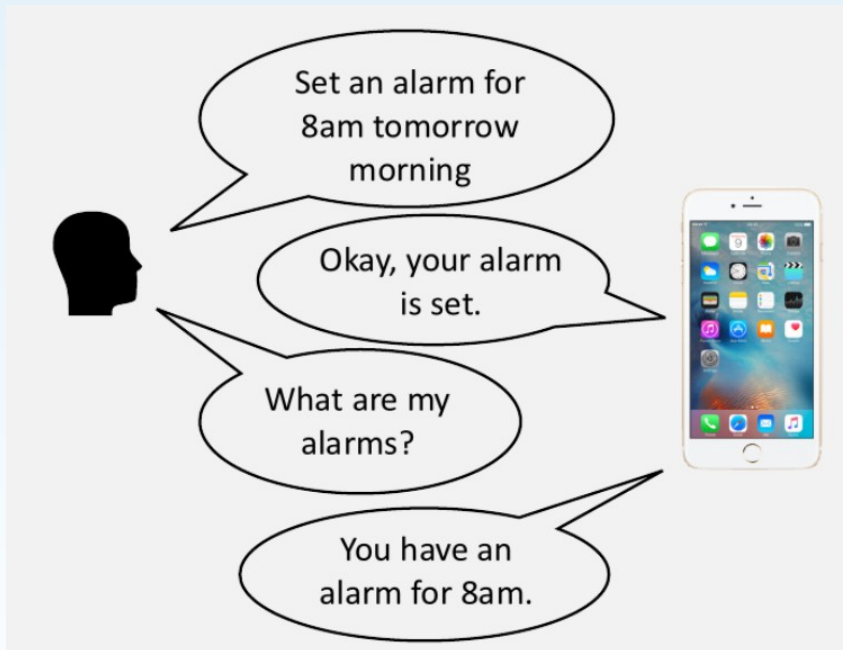 Set an alarm for
8am tomorrow
morning
Okay, your alarm
is set.
What are my
alarms?
You have an
alarm for 8am.